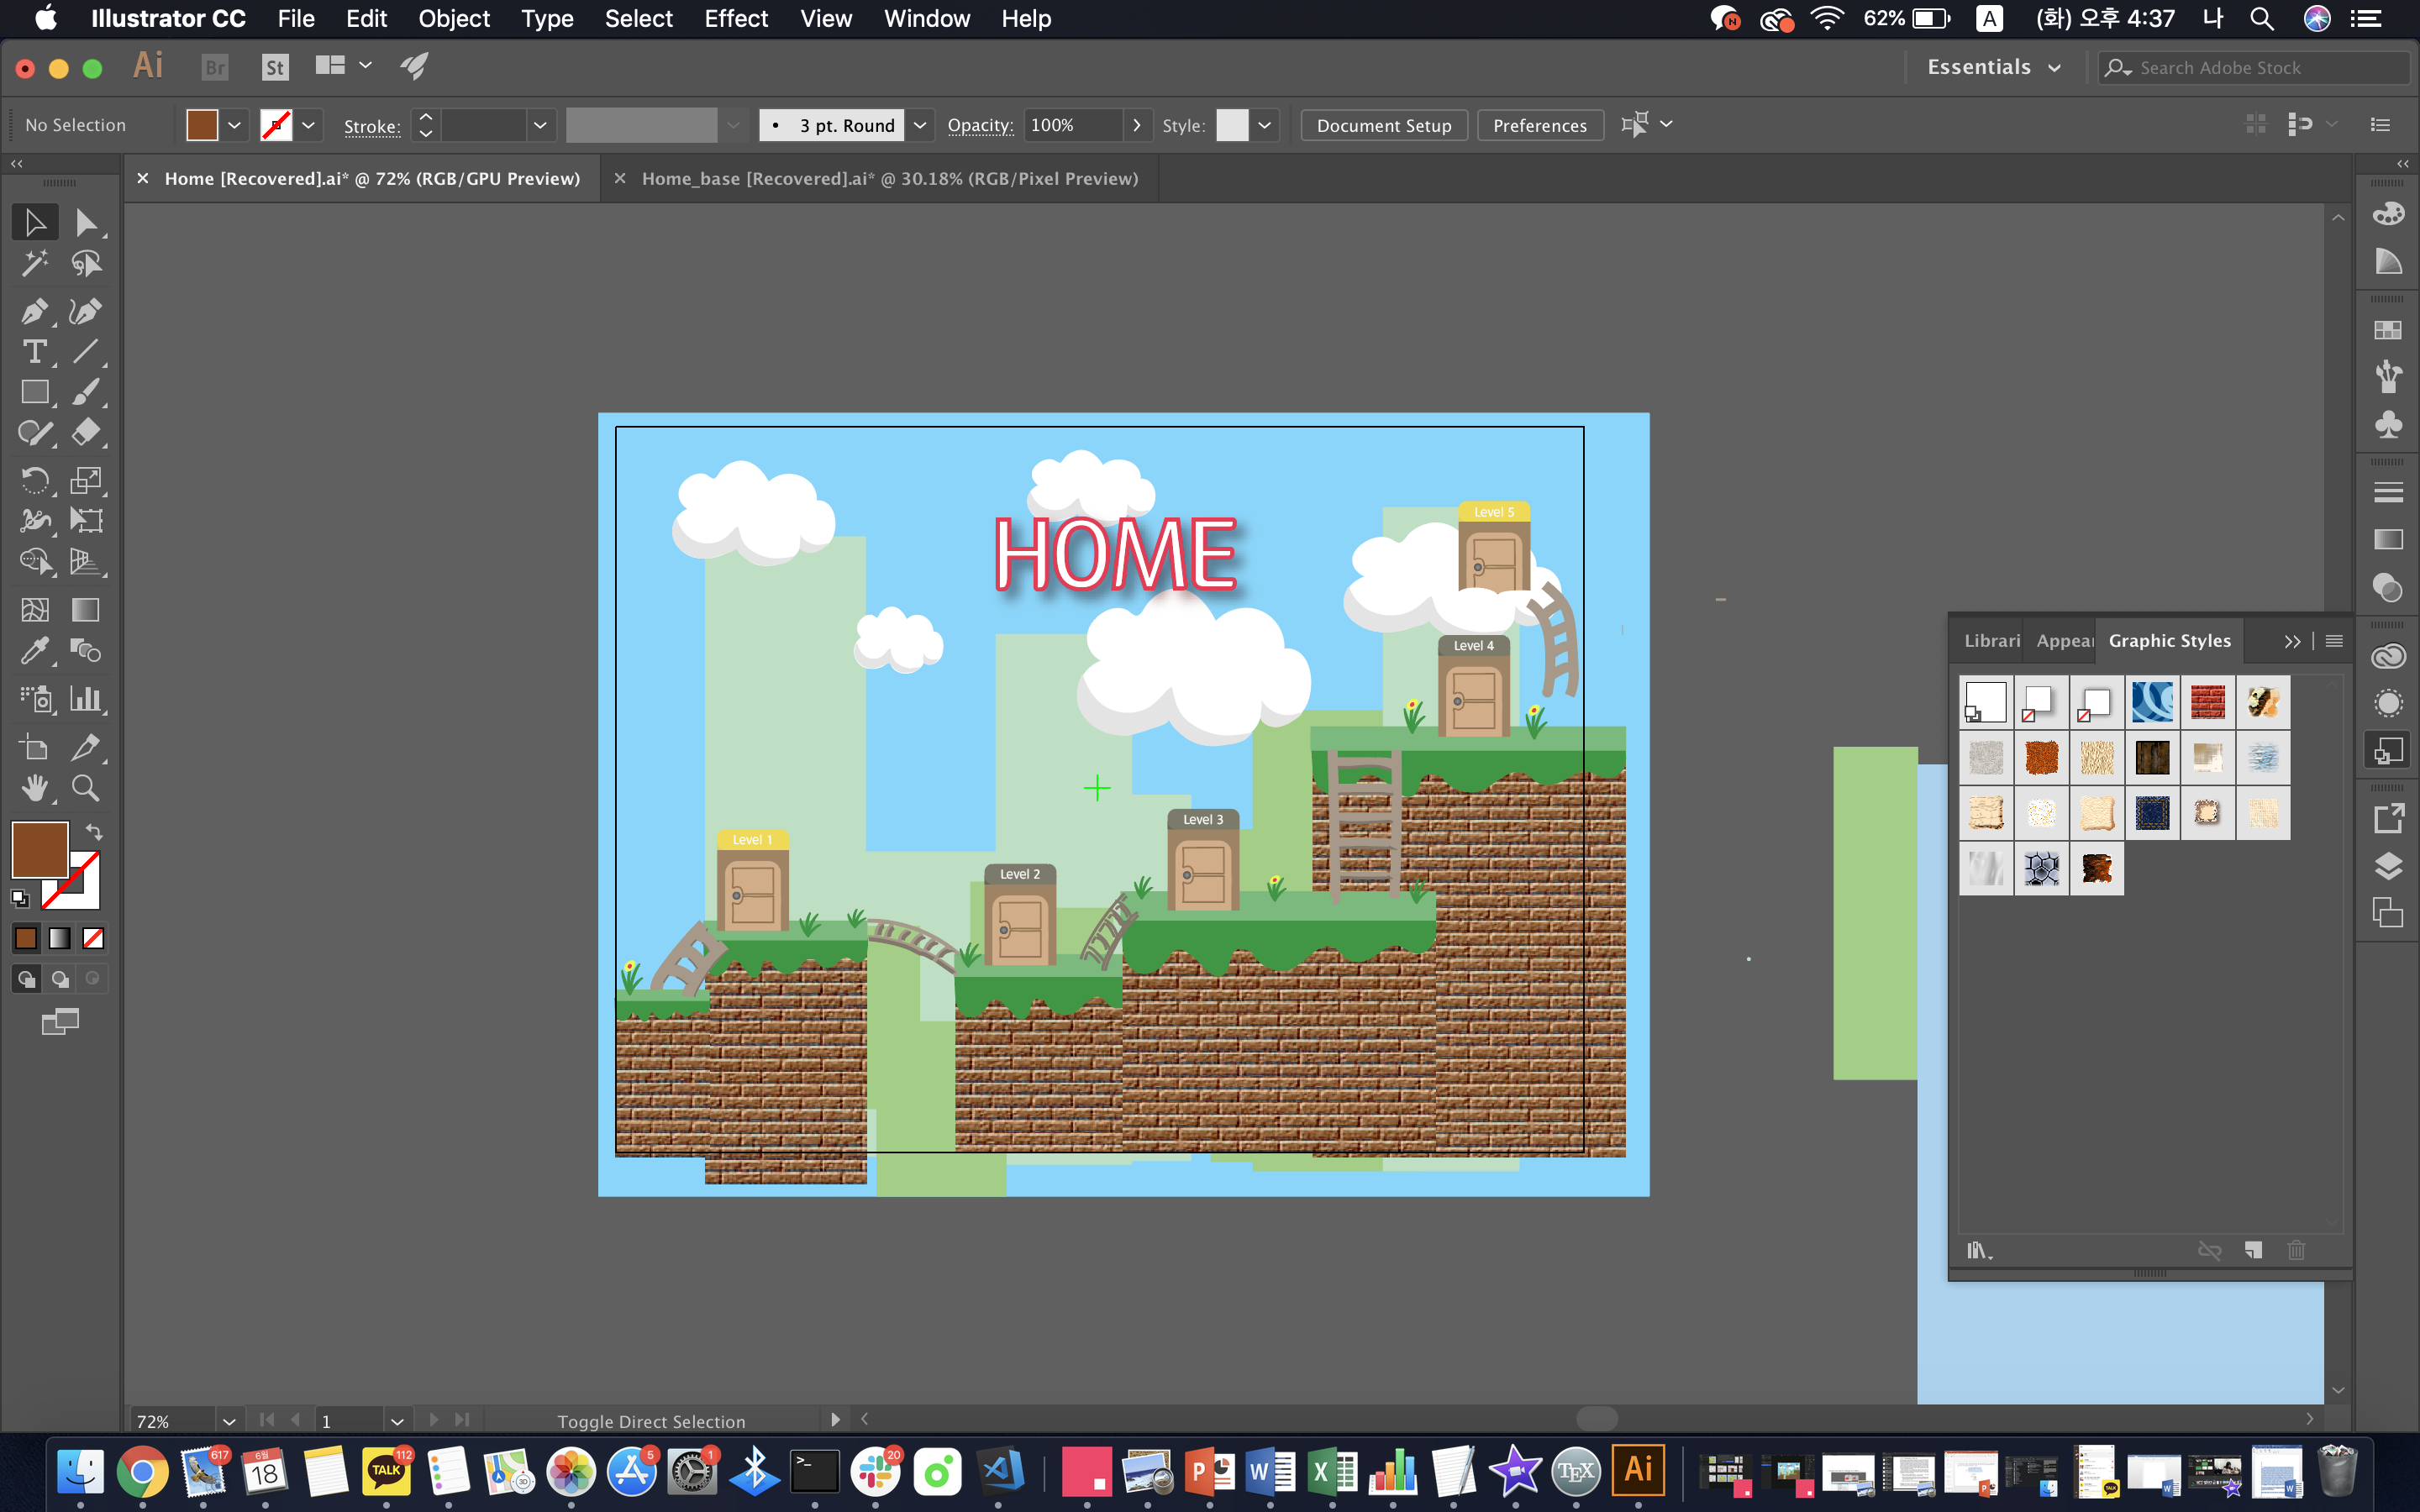 Illustrator CC File Edit Object Type Select Effect View Window Help
62% A (화) 오후 4:37 나
Ai Br St Essentials Search Adobe Stock
No Selection Stroke: 3 pt. Round Opacity: 100% Style: Document Setup Preferences
Home [Recovered].ai* @ 72% (RGB/GPU Preview)
Home_base [Recovered].ai* @ 30.18% (RGB/Pixel Preview)
HOME
Level 5
Level 4
Level 3
Level 1
Level 2
Librari Appear Graphic Styles
72% 1 Toggle Direct Selection
617 6월 18 TALK 112 3D 5 1 20 P W X TEX Ai